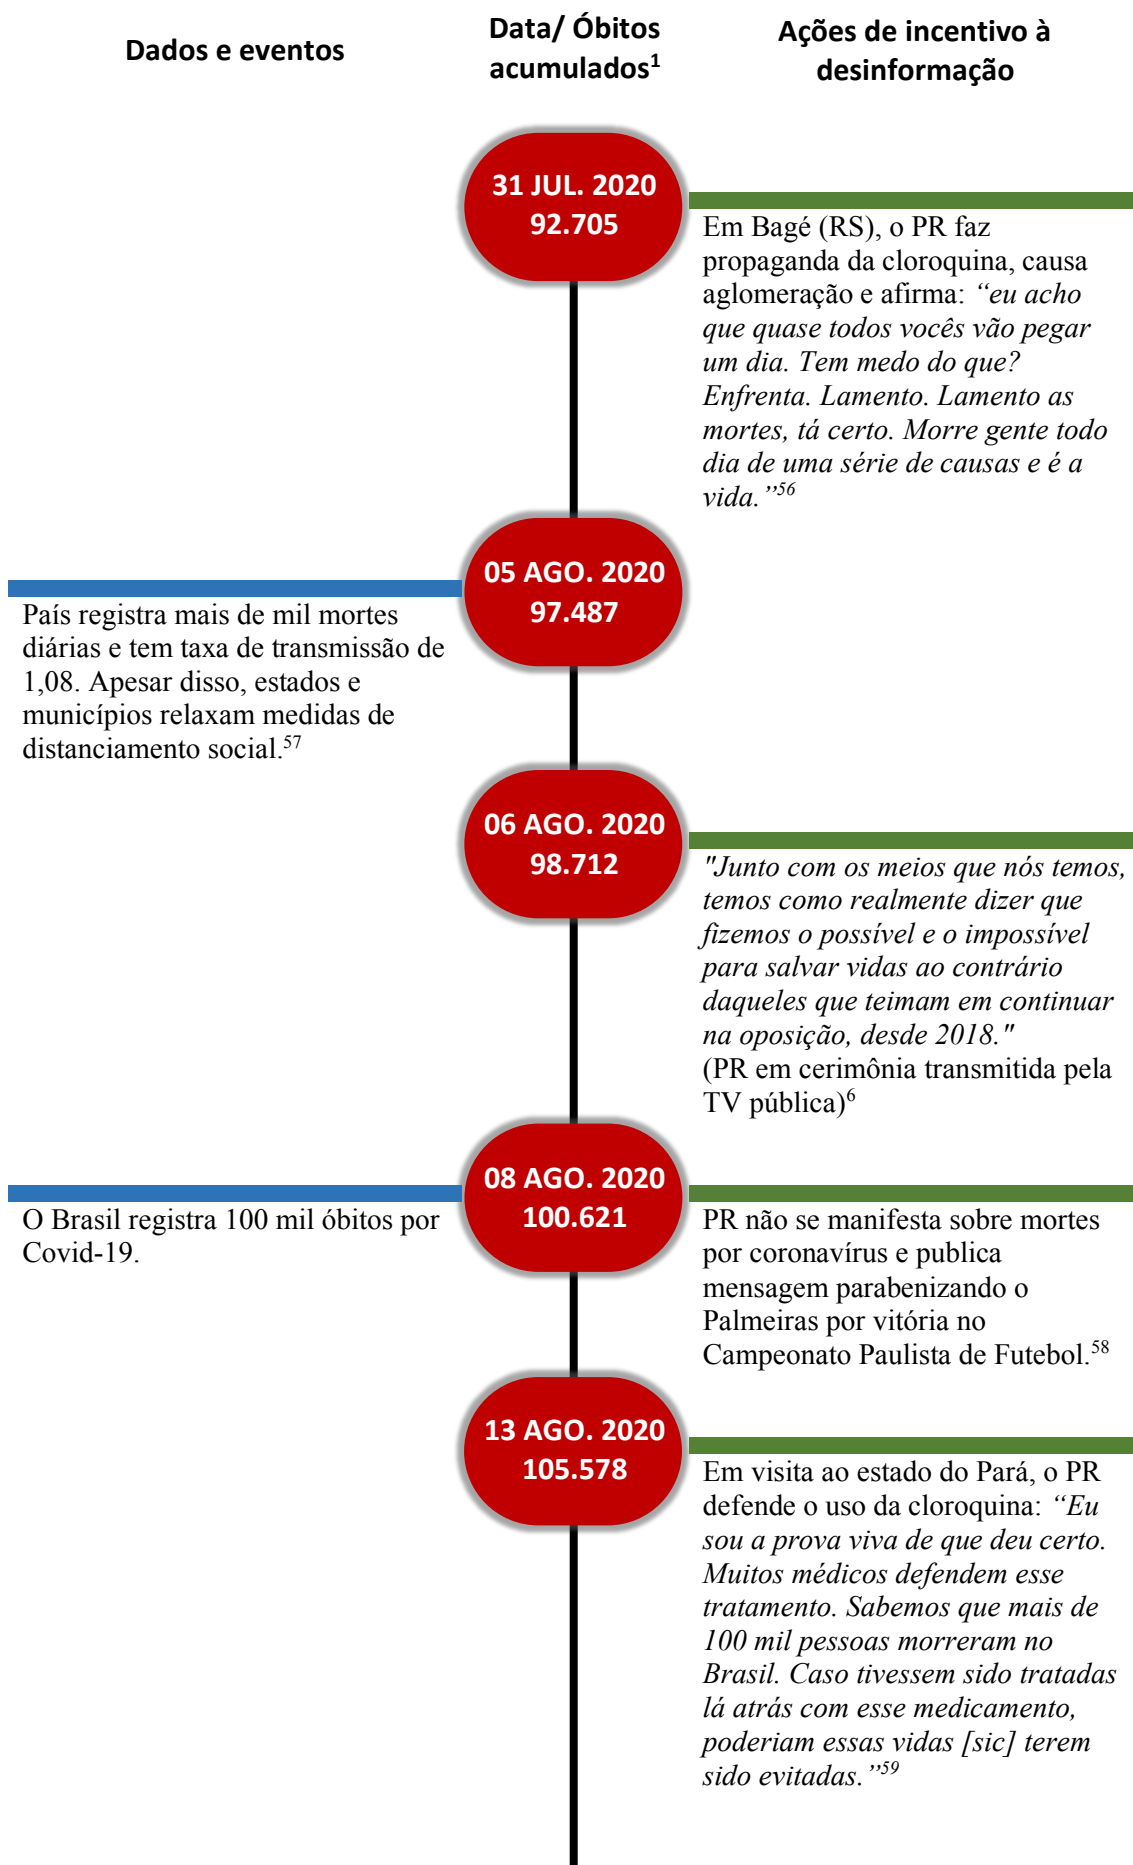 Dados e eventos
Data/ Óbitos
acumulados¹
Ações de incentivo à
desinformação
31 JUL. 2020
92.705
Em Bagé (RS), o PR faz
propaganda da cloroquina, causa
aglomeração e afirma: “eu acho
que quase todos vocês vão pegar
um dia. Tem medo do que?
Enfrenta. Lamento. Lamento as
mortes, tá certo. Morre gente todo
dia de uma série de causas e é a
vida.”⁵⁶
05 AGO. 2020
97.487
País registra mais de mil mortes
diárias e tem taxa de transmissão de
1,08. Apesar disso, estados e
municípios relaxam medidas de
distanciamento social.⁵⁷
06 AGO. 2020
98.712
"Junto com os meios que nós temos,
temos como realmente dizer que
fizemos o possível e o impossível
para salvar vidas ao contrário
daqueles que teimam em continuar
na oposição, desde 2018."
(PR em cerimônia transmitida pela
TV pública)⁶
08 AGO. 2020
100.621
O Brasil registra 100 mil óbitos por
Covid-19.
PR não se manifesta sobre mortes
por coronavírus e publica
mensagem parabenizando o
Palmeiras por vitória no
Campeonato Paulista de Futebol.⁵⁸
13 AGO. 2020
105.578
Em visita ao estado do Pará, o PR
defende o uso da cloroquina: “Eu
sou a prova viva de que deu certo.
Muitos médicos defendem esse
tratamento. Sabemos que mais de
100 mil pessoas morreram no
Brasil. Caso tivessem sido tratadas
lá atrás com esse medicamento,
poderiam essas vidas [sic] terem
sido evitadas.”⁵⁹